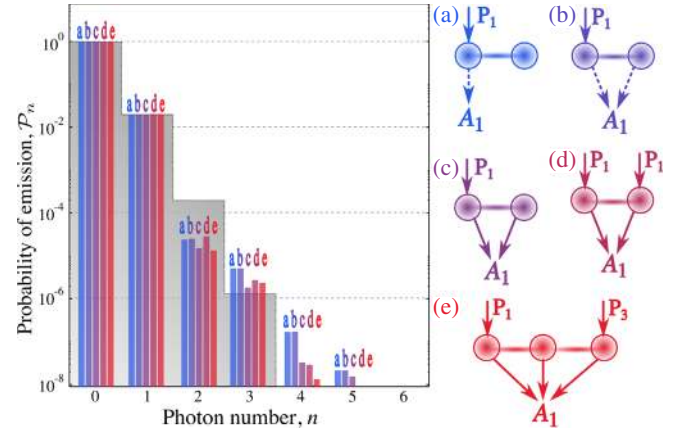 Probability of emission, 𝒫ₙ
10⁰
10⁻²
10⁻⁴
10⁻⁶
10⁻⁸
abcde
abcde
abcde
abcde
abcde
abcde
0 1 2 3 4 5 6
Photon number, n
(a) P₁
A₁
(b) P₁
A₁
(c) P₁
A₁
(d) P₁ P₁
A₁
(e) P₁ P₃
A₁